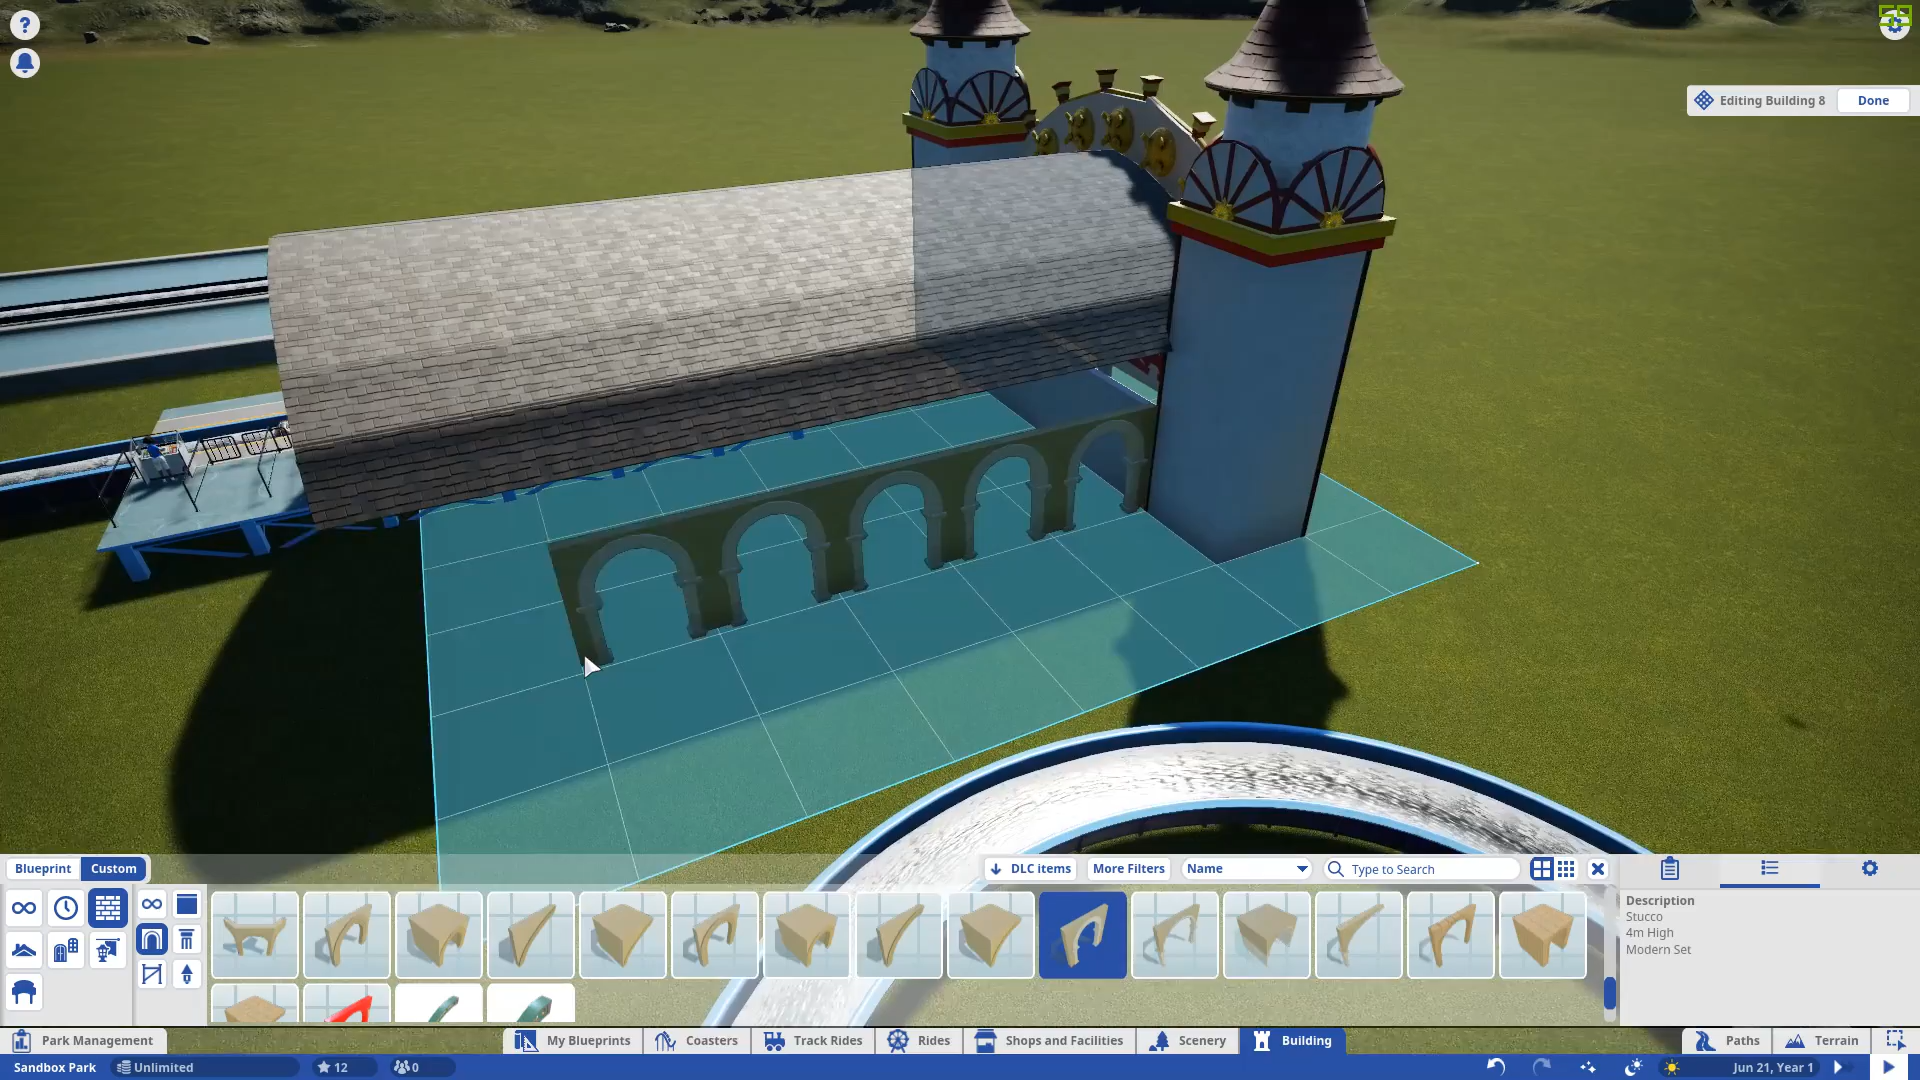 ?
59
Editing Building 8 Done
Blueprint Custom
DLC items More Filters Name Type to Search
Description
Stucco
4m High
Modern Set
Park Management My Blueprints Coasters Track Rides Rides Shops and Facilities Scenery Building Paths Terrain
Sandbox Park Unlimited 12 0 Jun 21, Year 1